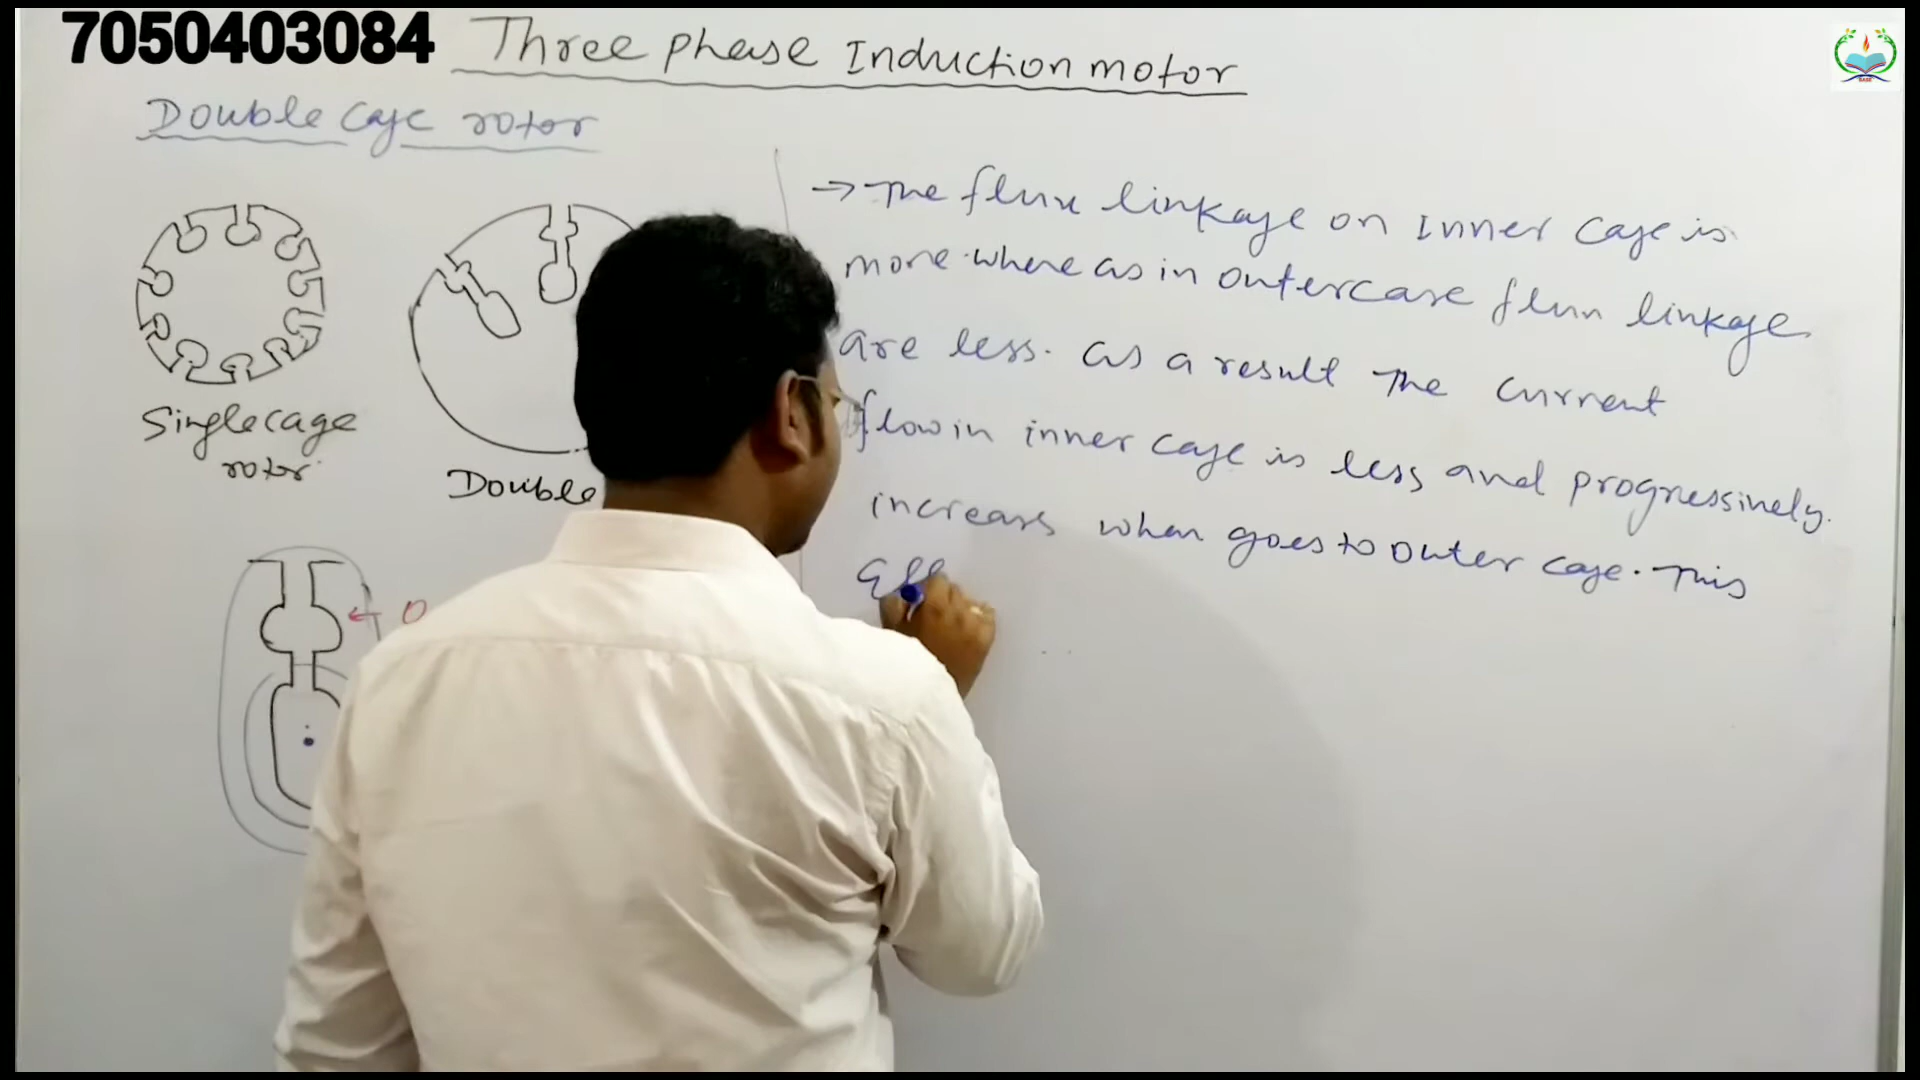 7050403084
Three phase Induction motor
Double cage rotor
Single cage
rotor
Double
→ The flux linkage on Inner cage is
more where as in outercase flux linkage
are less. as a result The current
flow in inner cage is less and progressively
increases when goes to outer cage. This
eff
O